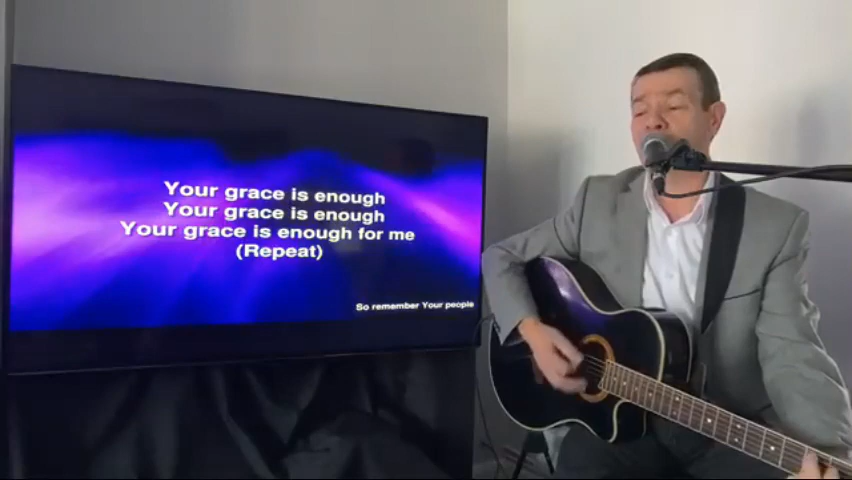 Your grace is enough
Your grace is enough
Your grace is enough for me
(Repeat)
So remember Your people